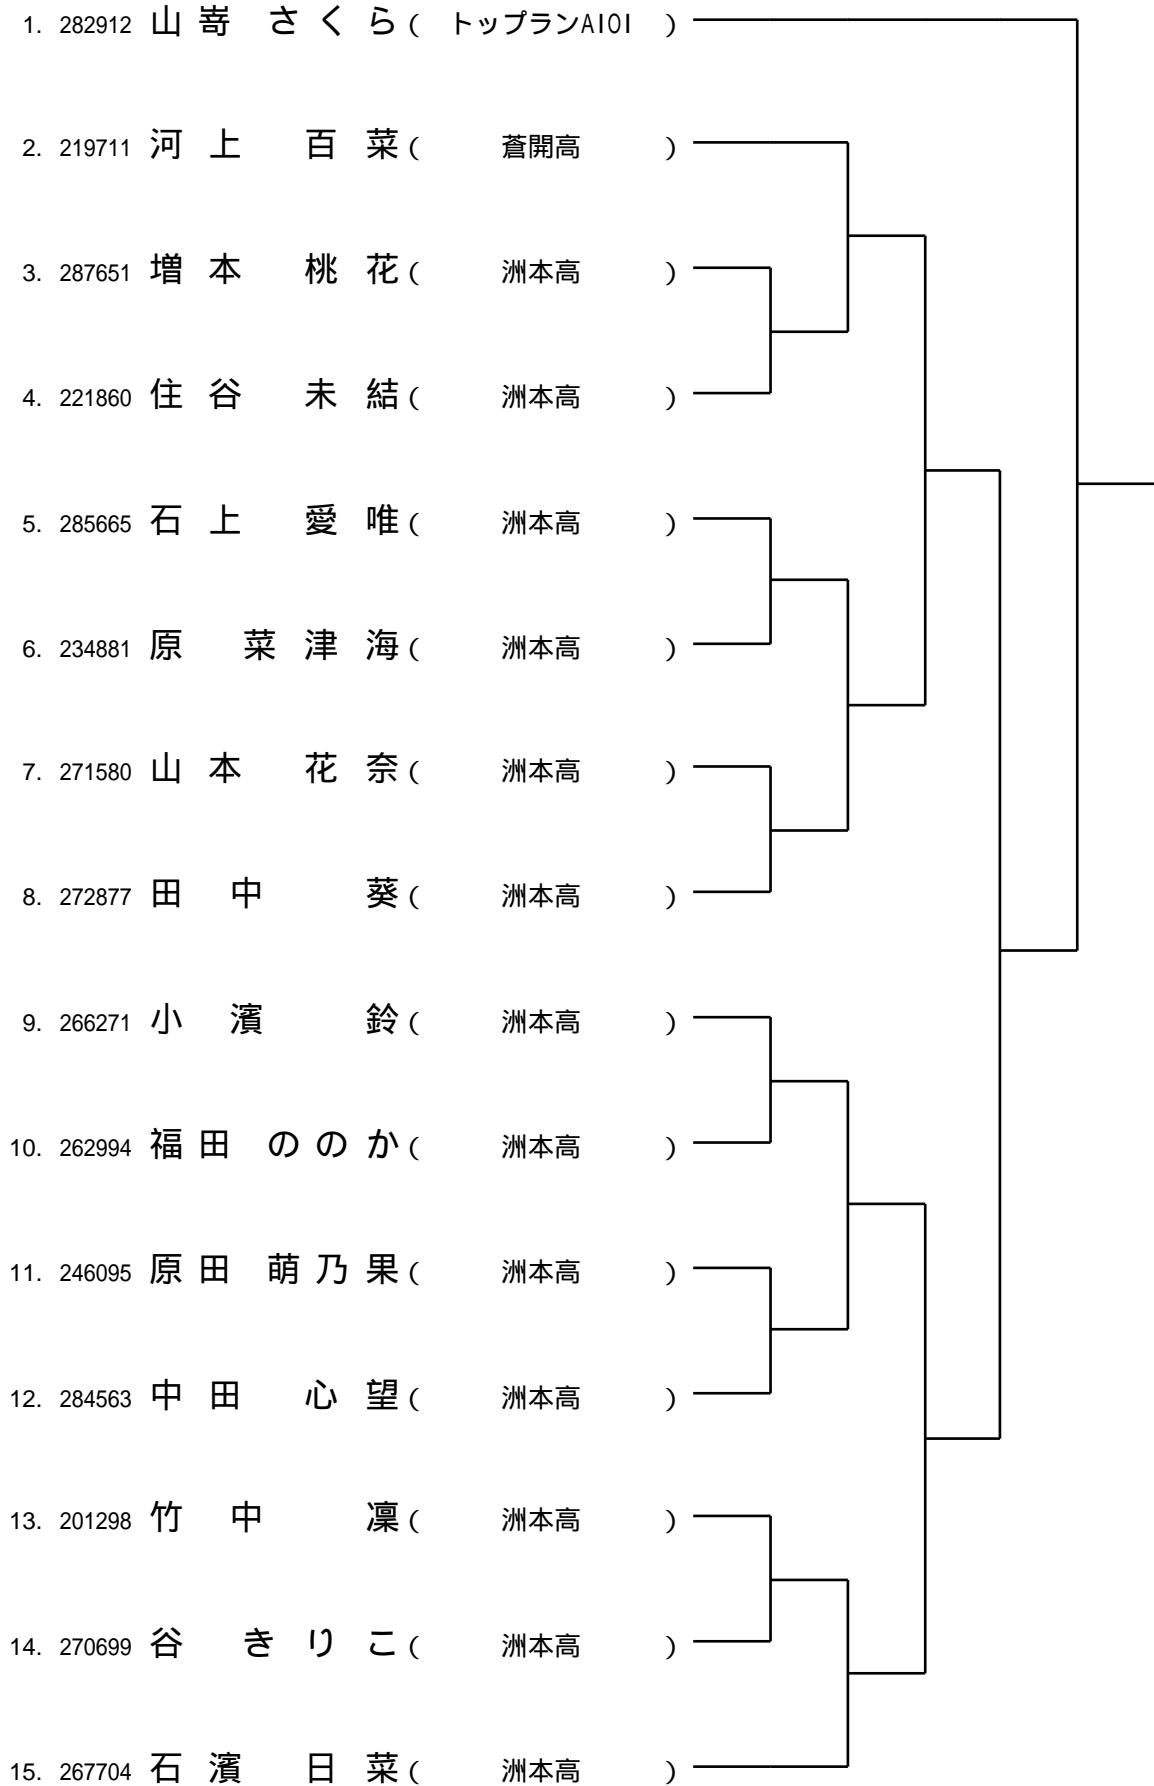 1. 282912 山嵜 さくら ( トップランAIOI )
2. 219711 河上 百菜 ( 蒼開高 )
3. 287651 増本 桃花 ( 洲本高 )
4. 221860 住谷 未結 ( 洲本高 )
5. 285665 石上 愛唯 ( 洲本高 )
6. 234881 原 菜津海 ( 洲本高 )
7. 271580 山本 花奈 ( 洲本高 )
8. 272877 田中 葵 ( 洲本高 )
9. 266271 小濱 鈴 ( 洲本高 )
10. 262994 福田 ののか ( 洲本高 )
11. 246095 原田 萌乃果 ( 洲本高 )
12. 284563 中田 心望 ( 洲本高 )
13. 201298 竹中 凜 ( 洲本高 )
14. 270699 谷 きりこ ( 洲本高 )
15. 267704 石濱 日菜 ( 洲本高 )